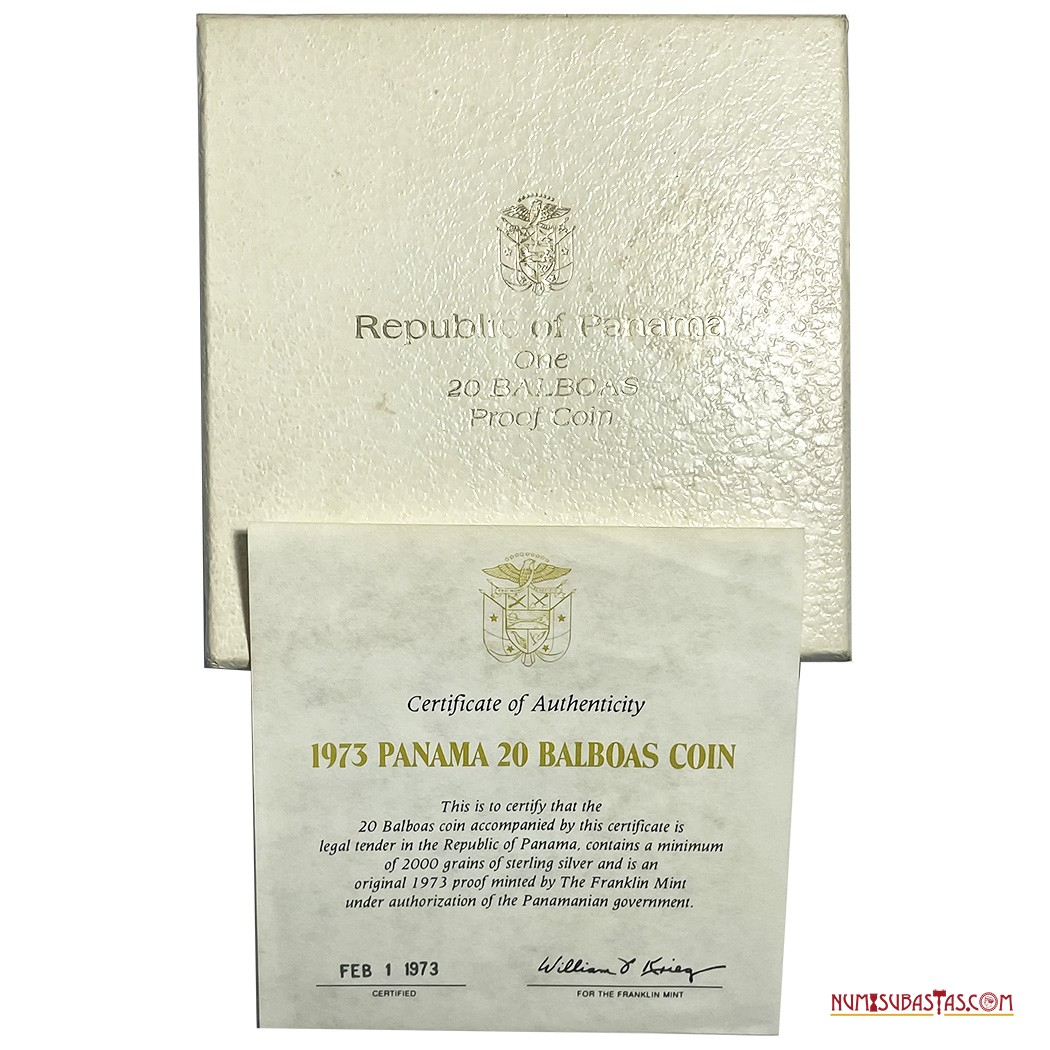 Republic of Panama
One
20 BALBOAS
Proof Coin
Certificate of Authenticity
1973 PANAMA 20 BALBOAS COIN
This is to certify that the
20 Balboas coin accompanied by this certificate is
legal tender in the Republic of Panama, contains a minimum
of 2000 grains of sterling silver and is an
original 1973 proof minted by The Franklin Mint
under authorization of the Panamanian government.
FEB 1 1973
CERTIFIED
William T Krieg
FOR THE FRANKLIN MINT
NUMISUBASTAS.COM